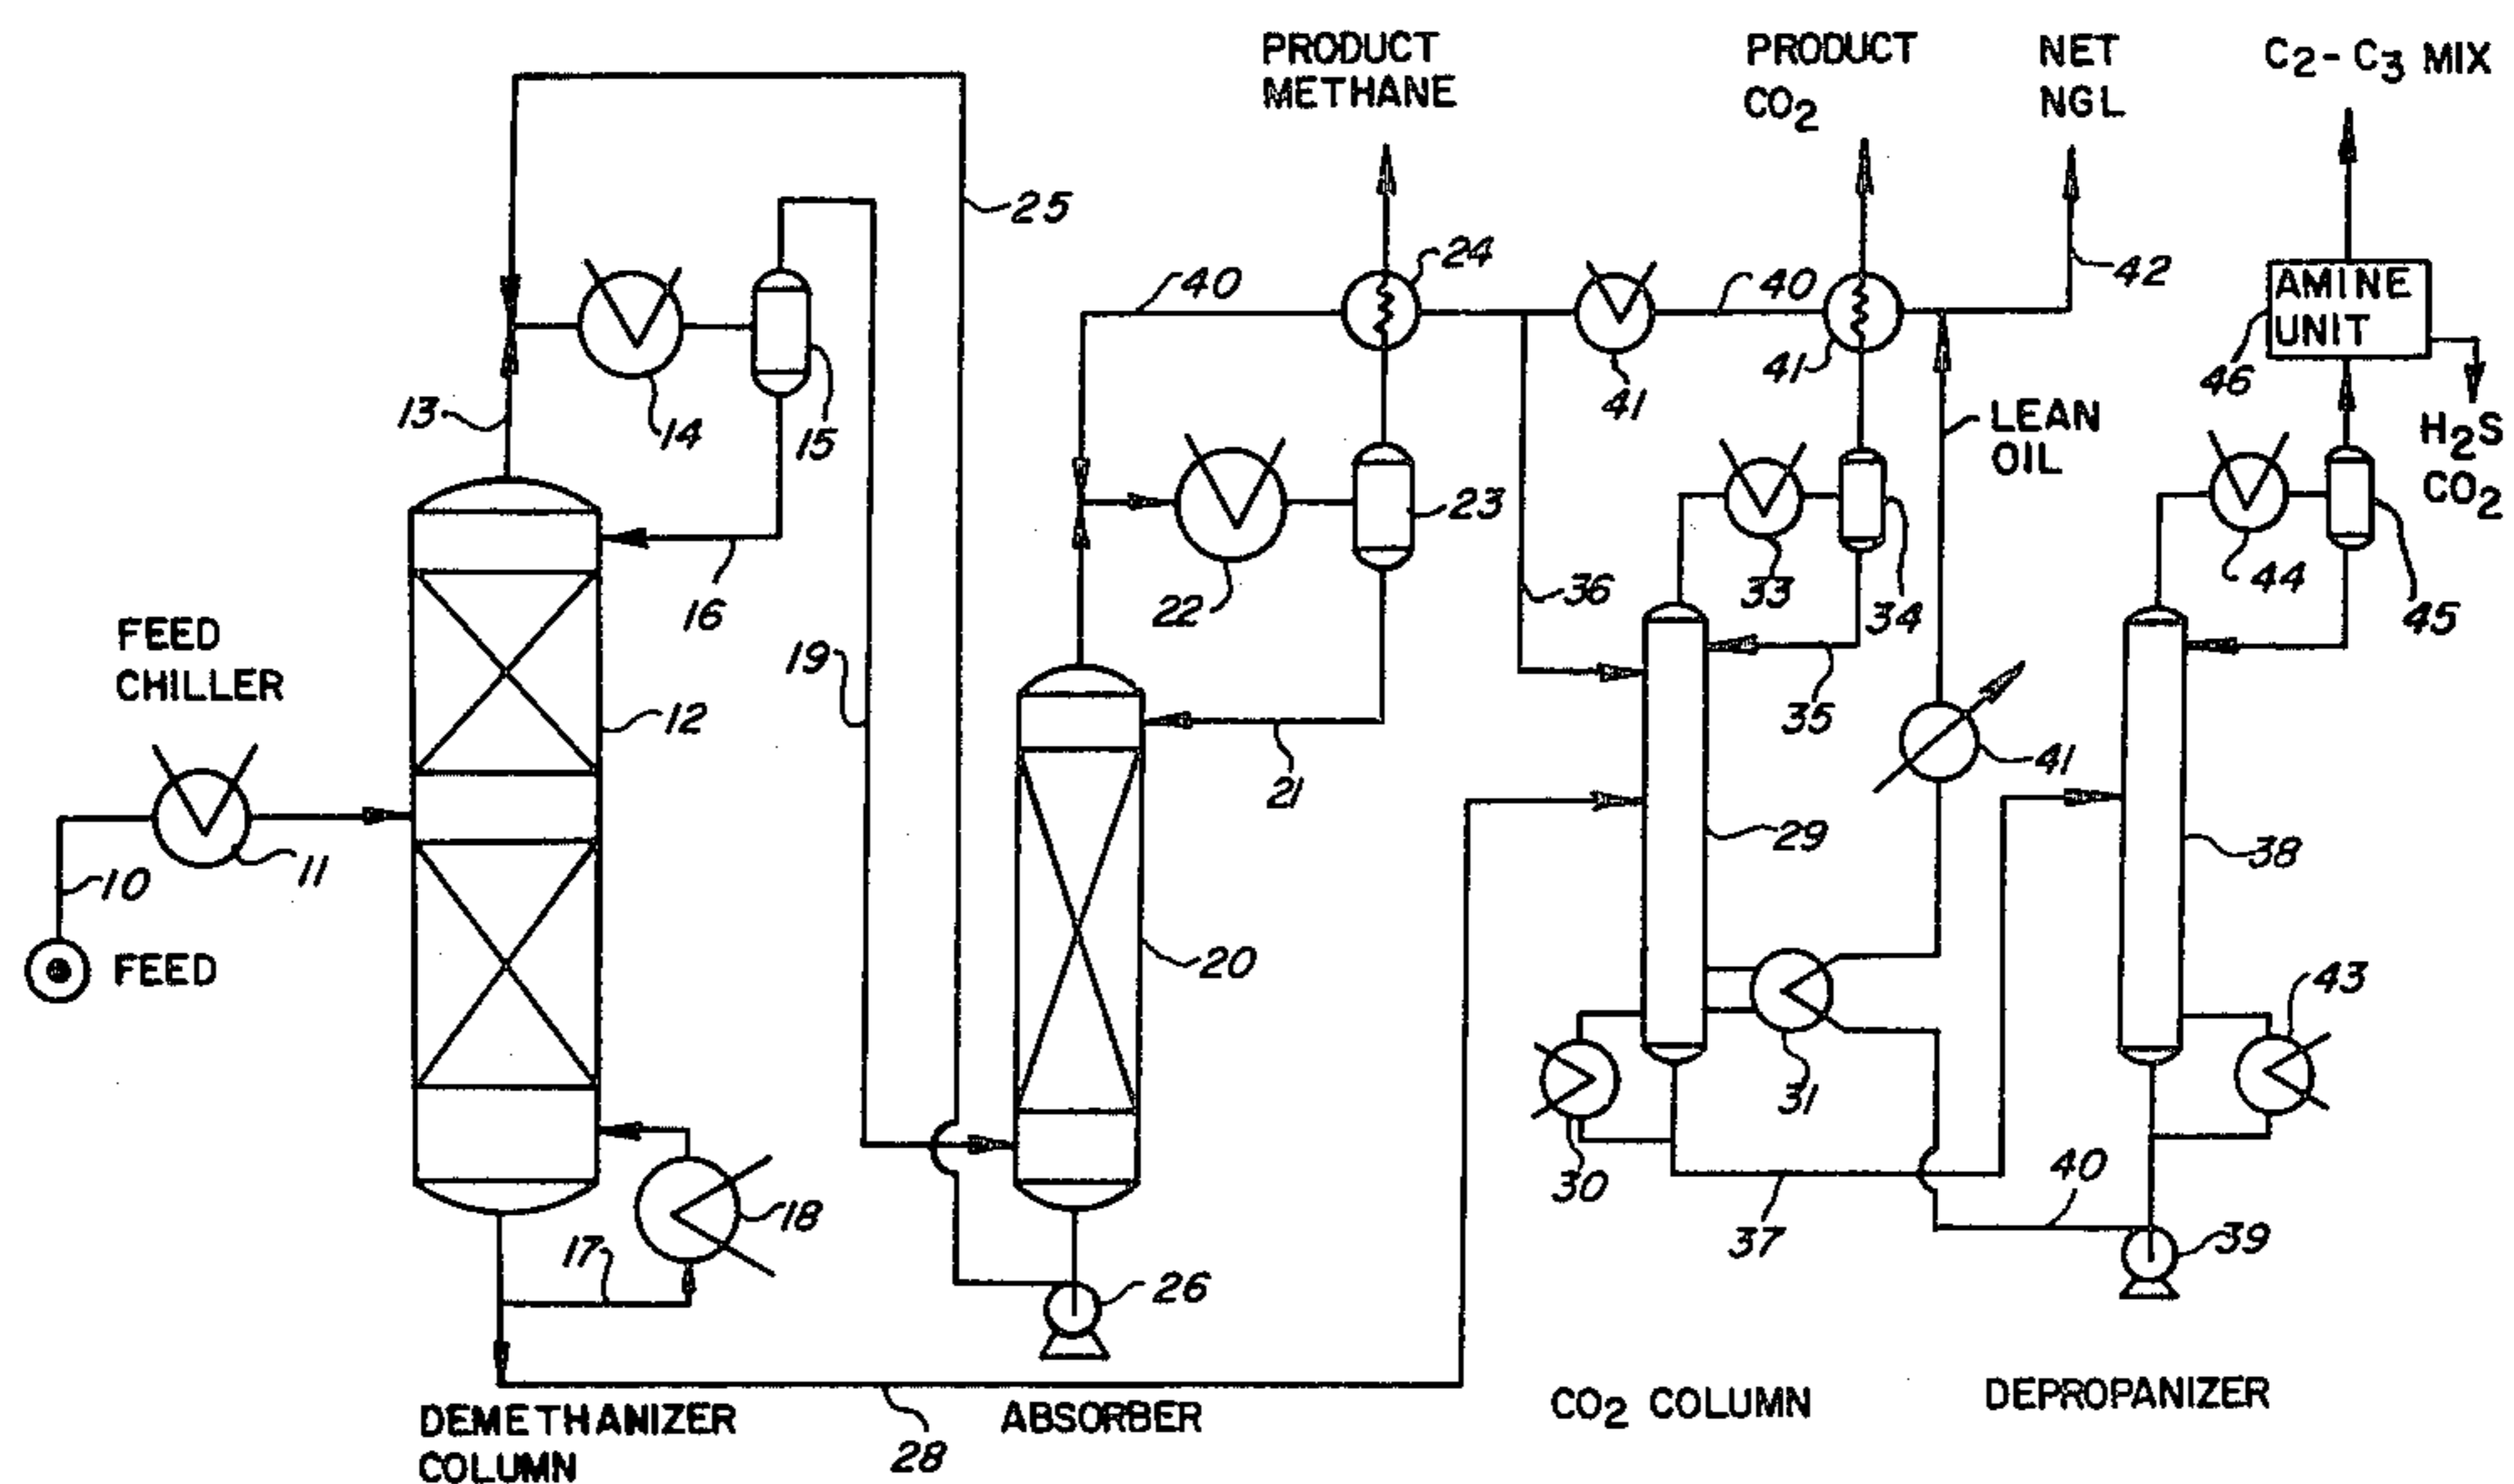 PRODUCT
METHANE
PRODUCT
CO2
NET
NGL
C2-C3 MIX
25
24
40
40
42
AMINE
UNIT
46
H2S
CO2
13
14
15
41
41
LEAN
OIL
16
22
23
36
33
34
44
45
FEED
CHILLER
19
12
21
35
41
10
11
29
38
FEED
20
43
31
30
18
17
37
40
39
26
DEMETHANIZER
COLUMN
28
ABSORBER
CO2 COLUMN
DEPROPANIZER